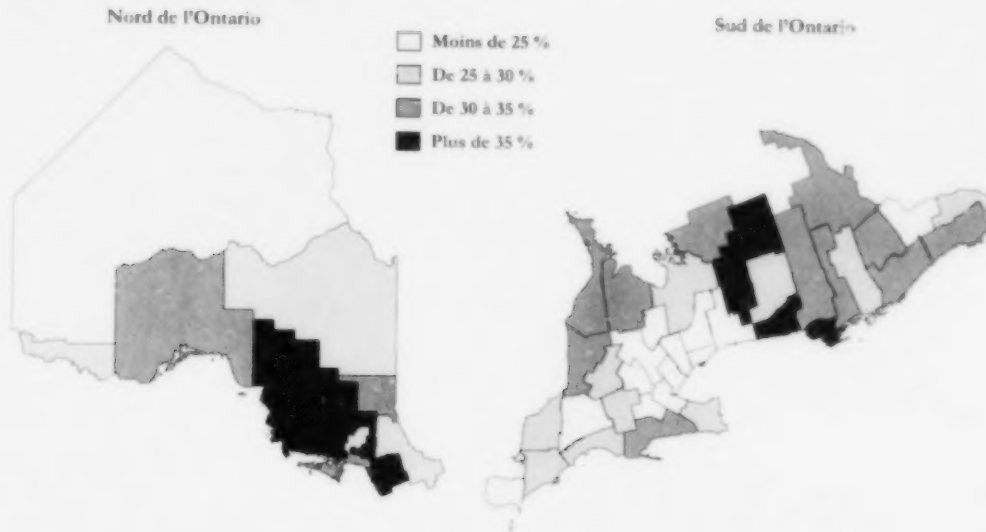 Nord de l'Ontario
Sud de l'Ontario
Moins de 25 %
De 25 à 30 %
De 30 à 35 %
Plus de 35 %